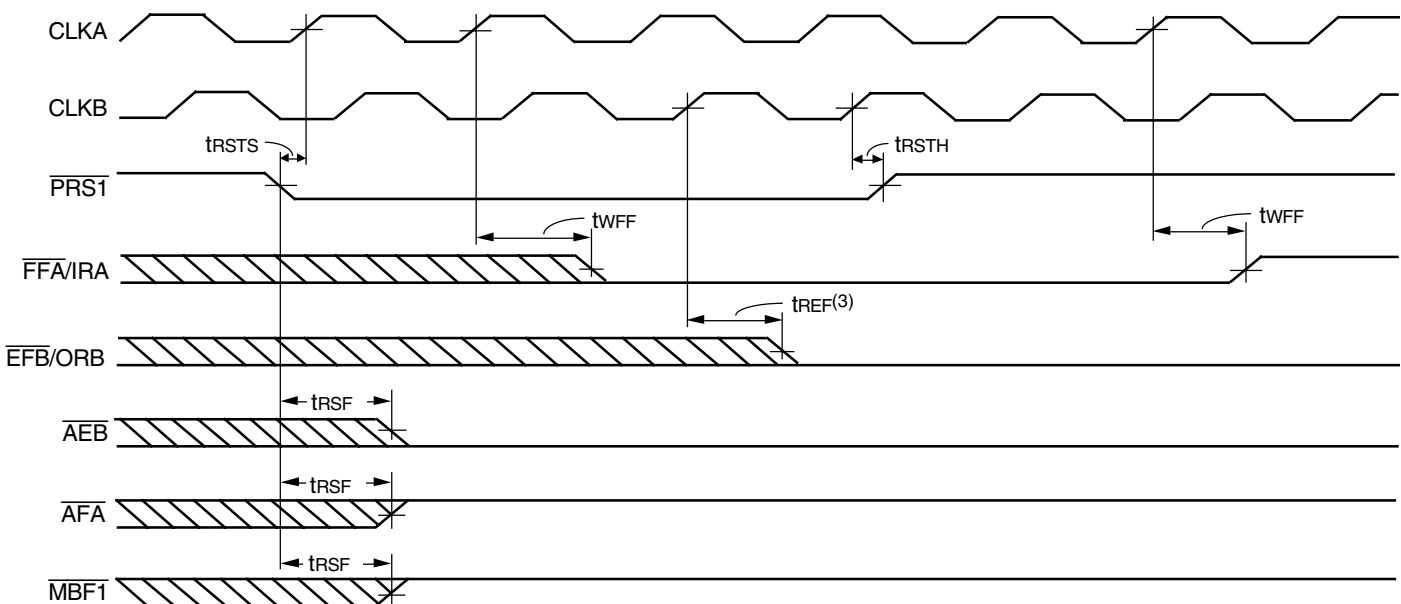 CLKA
CLKB
tRSTS
tRSTH
PRS1
tWFF
tWFF
FFA/IRA
tREF(3)
EFB/ORB
tRSF
AEB
tRSF
AFA
tRSF
MBF1